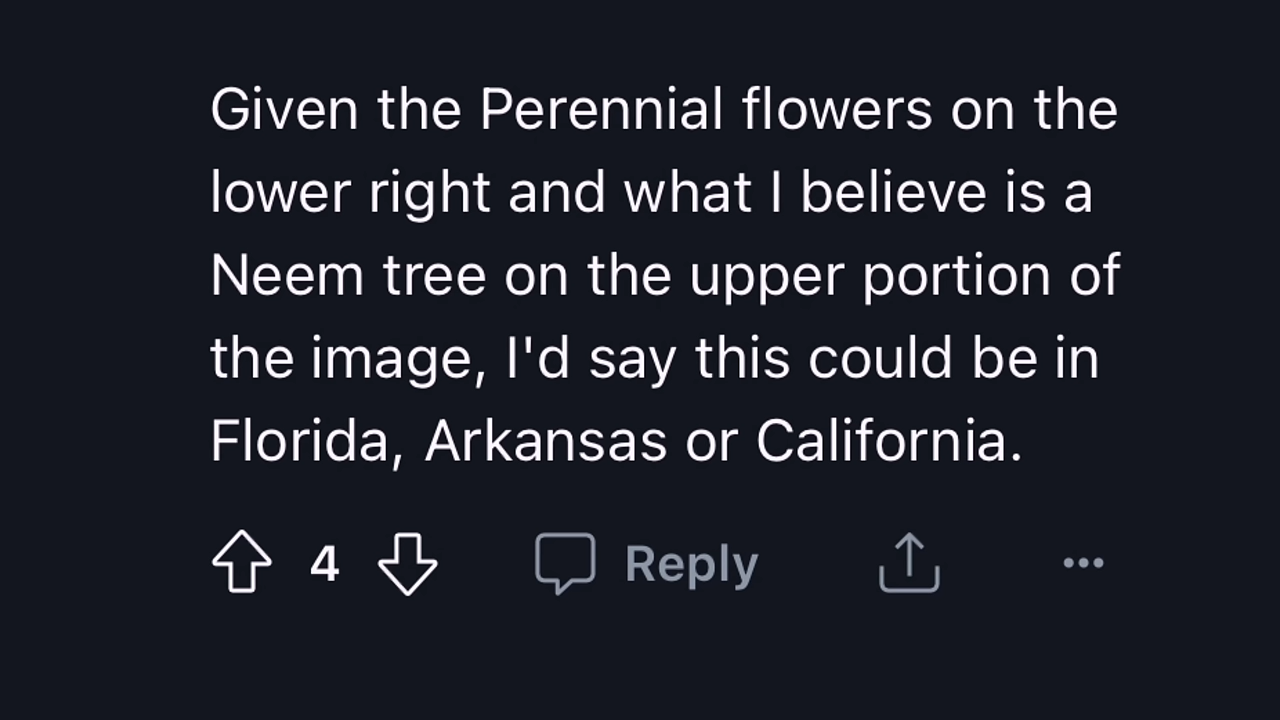 Given the Perennial flowers on the
lower right and what I believe is a
Neem tree on the upper portion of
the image, I'd say this could be in
Florida, Arkansas or California.
4 Reply